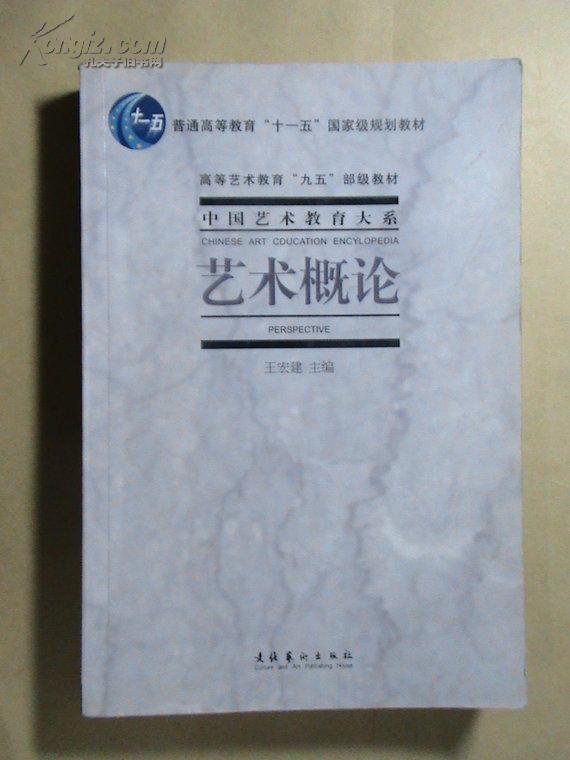 Kongfz.com
孔夫子旧书网
十一五
普通高等教育“十一五”国家级规划教材
高等艺术教育“九五”部级教材
中国艺术教育大系
CHINESE ART CDUCATION ENCYLOPEDIA
艺术概论
PERSPECTIVE
王宏建 主编
文化艺术出版社
Culture and Art Publishing House